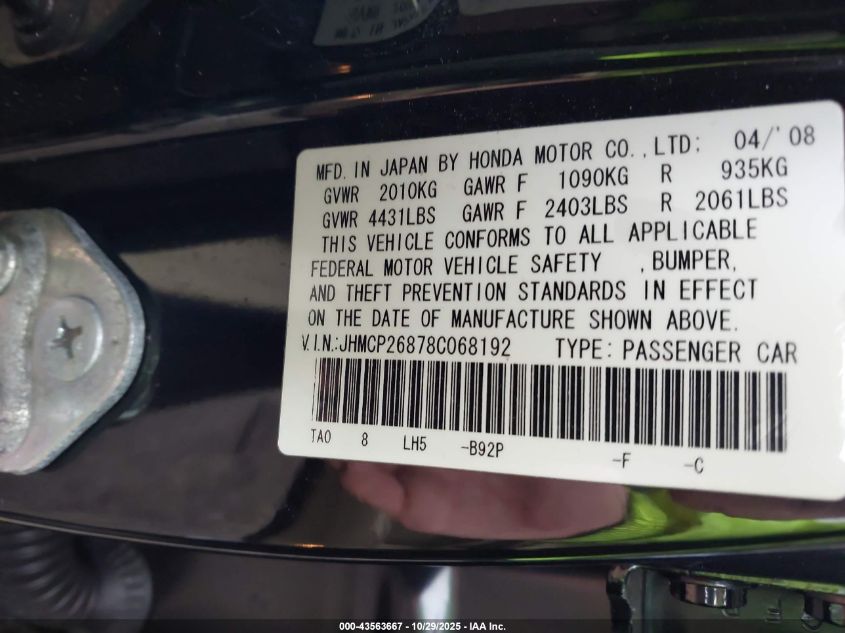 MFD. IN JAPAN BY HONDA MOTOR CO., LTD: 04/'08
GVWR 2010KG GAWR F 1090KG R 935KG
GVWR 4431LBS GAWR F 2403LBS R 2061LBS
THIS VEHICLE CONFORMS TO ALL APPLICABLE
FEDERAL MOTOR VEHICLE SAFETY , BUMPER,
AND THEFT PREVENTION STANDARDS IN EFFECT
ON THE DATE OF MANUFACTURE SHOWN ABOVE.
V.I.N.:JHMCP26878C068192 TYPE: PASSENGER CAR
TA0 8 LH5 -B92P -F -C
000-43563667 - 10/29/2025 - IAA Inc.